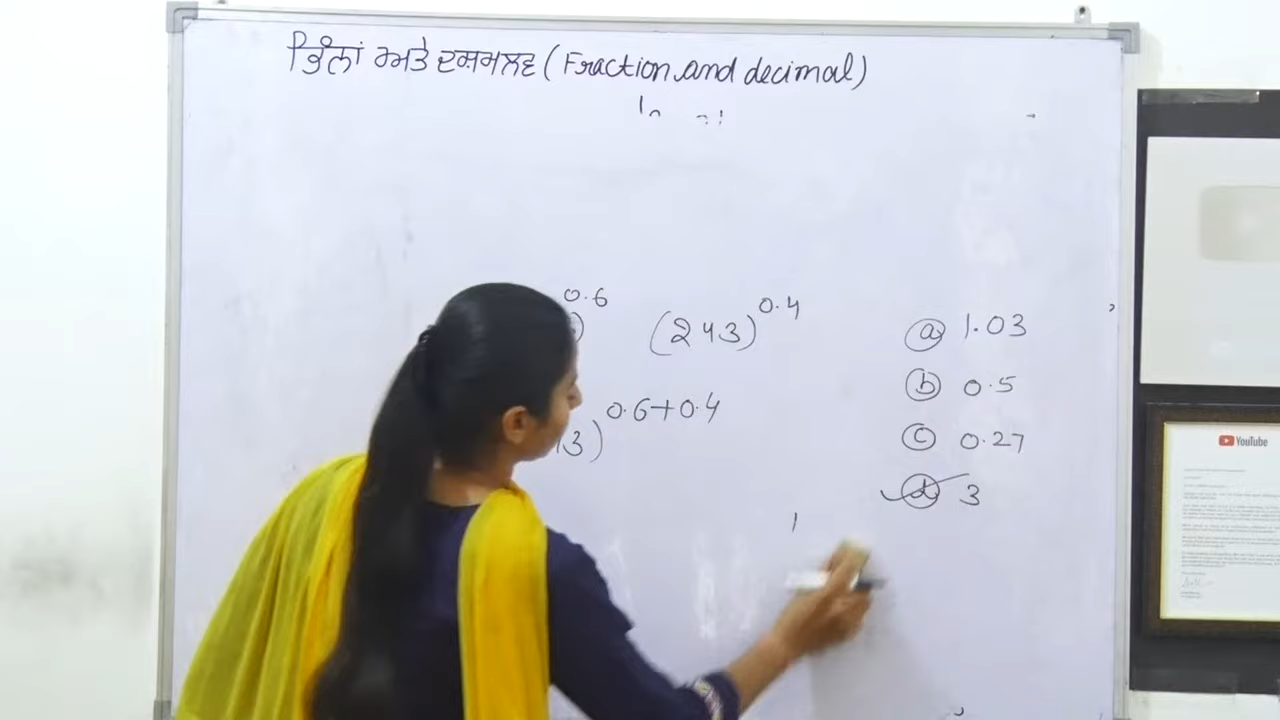 ਭਿੰਨਾਂ ਅਤੇ ਦਸ਼ਮਲਵ (Fraction and decimal)
0.6 (243)^0.4
3)^0.6+0.4
(a) 1.03
(b) 0.5
(c) 0.27
(d) 3
YouTube